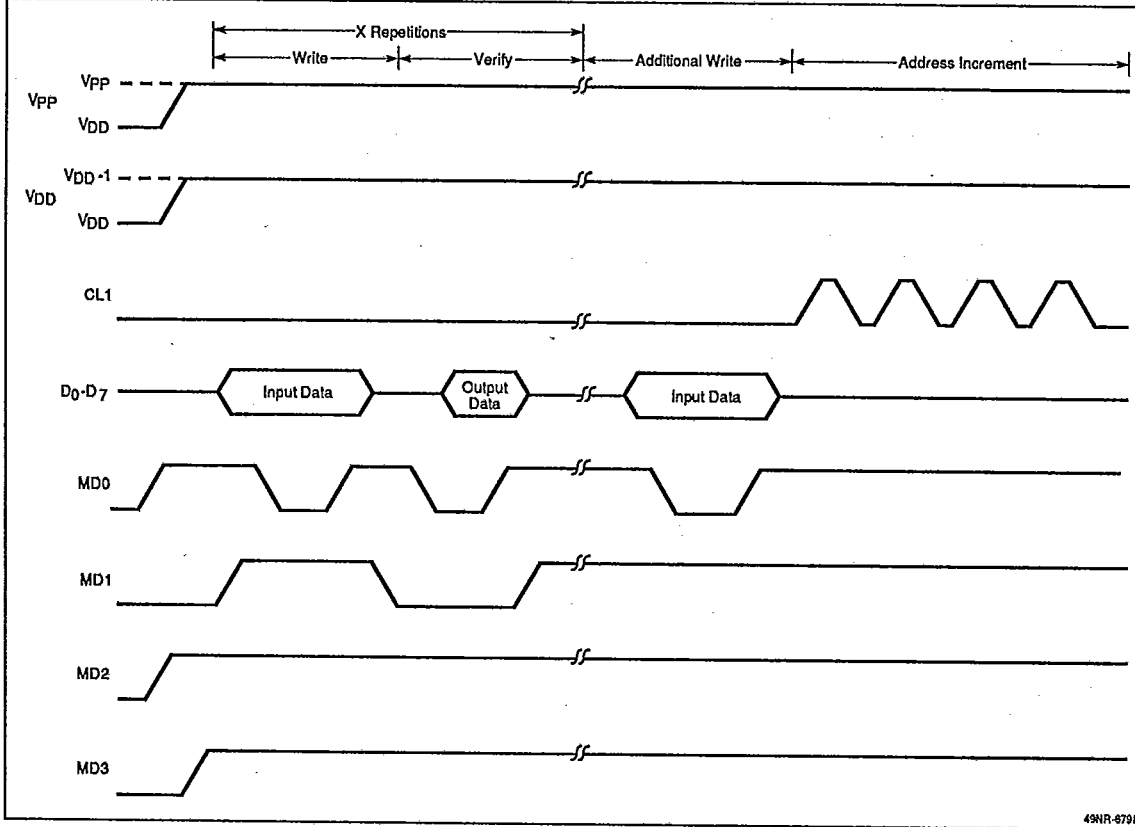 X Repetitions
Write
Verify
Additional Write
Address Increment
VPP
VPP
VDD
VDD-1
VDD
VDD
CL1
D0-D7
Input Data
Output
Data
Input Data
MD0
MD1
MD2
MD3